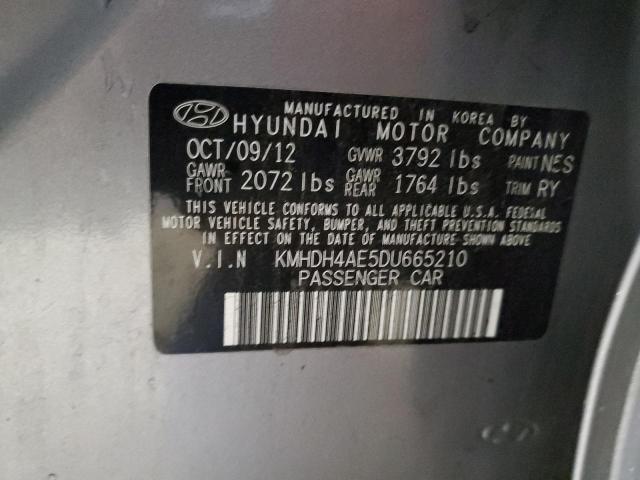 MANUFACTURED IN KOREA BY
HYUNDAI MOTOR COMPANY
OCT/09/12 GVWR 3792 lbs PAINT NES
GAWR FRONT 2072 lbs GAWR REAR 1764 lbs TRIM RY
THIS VEHICLE CONFORMS TO ALL APPLICABLE U.S.A. FEDERAL
MOTOR VEHICLE SAFETY, BUMPER, AND THEFT PREVENTION STANDARDS
IN EFFECT ON THE DATE OF MANUFACTURE SHOWN ABOVE
V.I.N KMHDH4AE5DU665210
PASSENGER CAR